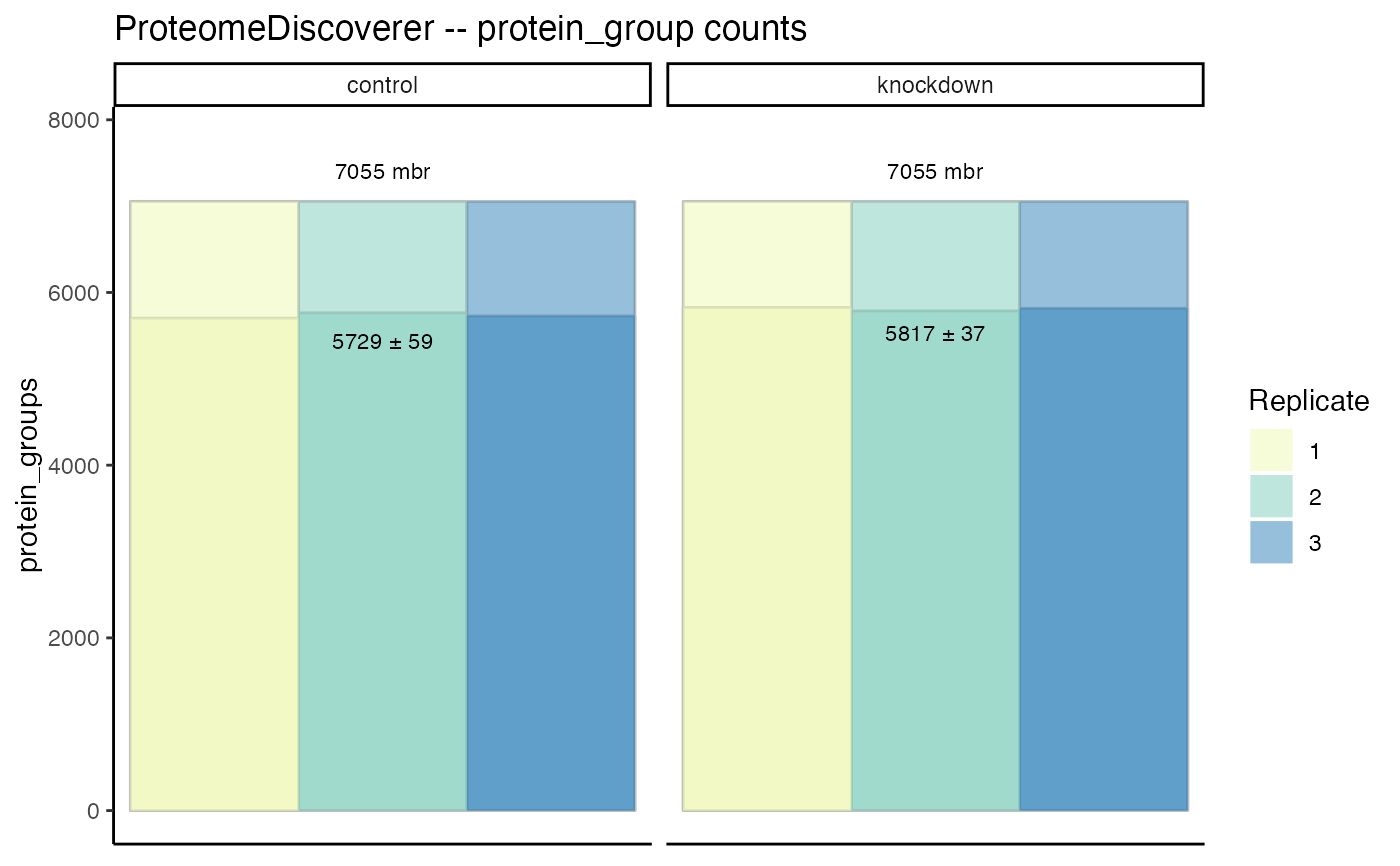 ProteomeDiscoverer -- protein_group counts
control
knockdown
8000
6000
4000
2000
0
protein_groups
7055 mbr
5729 ± 59
7055 mbr
5817 ± 37
Replicate
1
2
3